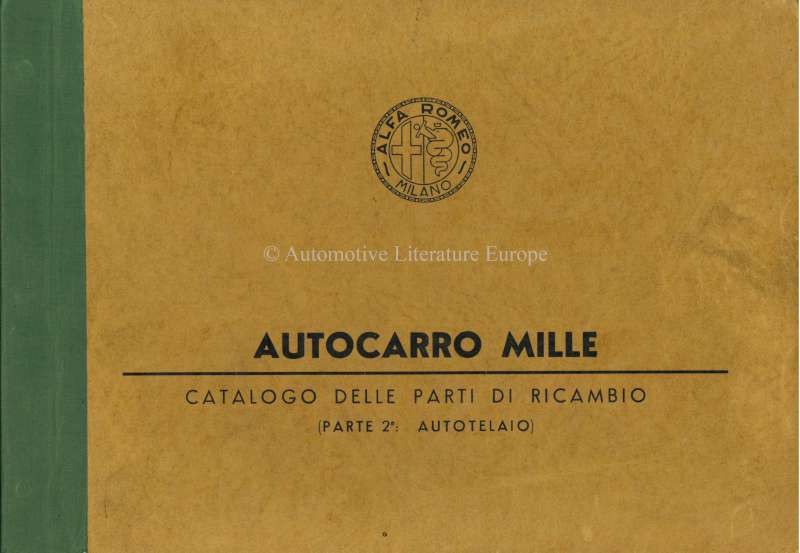 ALFA ROMEO
MILANO
© Automotive Literature Europe
AUTOCARRO MILLE
CATALOGO DELLE PARTI DI RICAMBIO
(PARTE 2ª: AUTOTELAIO)